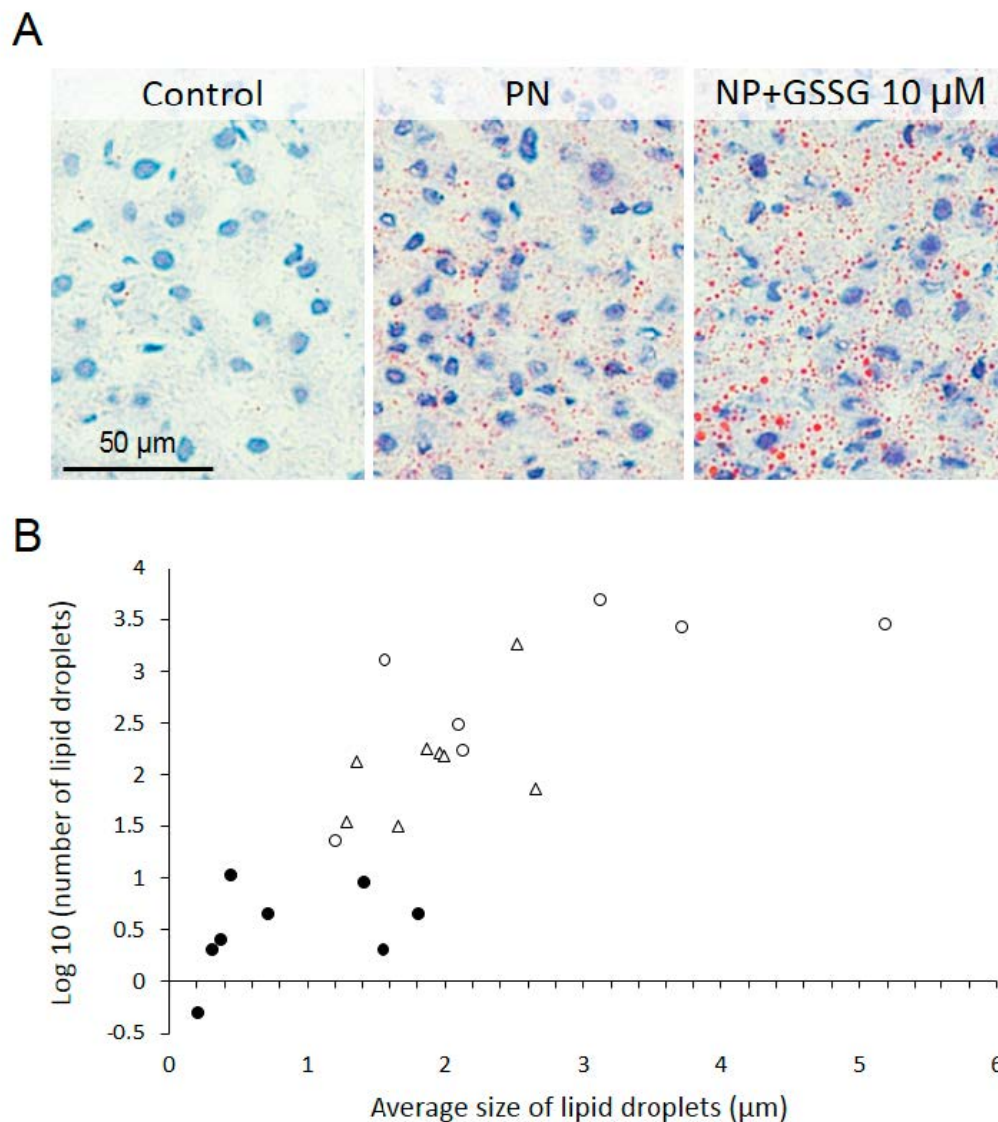 A
Control
PN
NP+GSSG 10 µM
50 µm
B
Log 10 (number of lipid droplets)
4
3.5
3
2.5
2
1.5
1
0.5
0
-0.5
0 1 2 3 4 5 6
Average size of lipid droplets (µm)